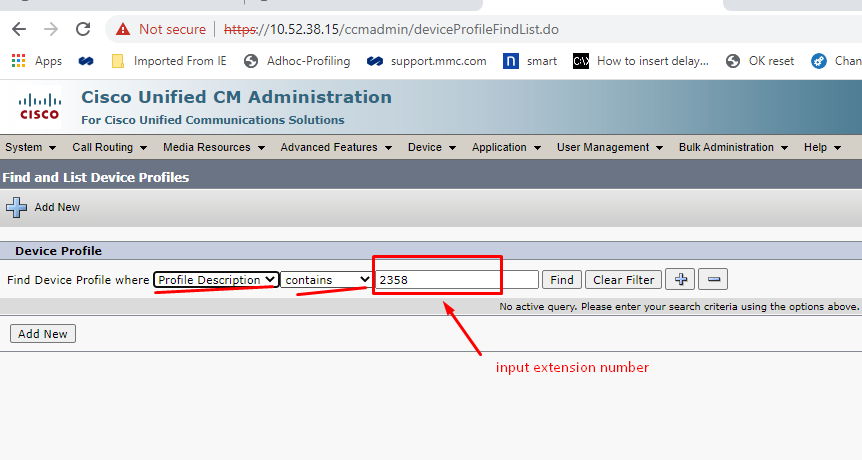 Not secure | https://10.52.38.15/ccmadmin/deviceProfileFindList.do
Apps Imported From IE Adhoc-Profiling support.mmc.com n smart C:\ How to insert delay... OK reset Chan
CISCO
Cisco Unified CM Administration
For Cisco Unified Communications Solutions
System Call Routing Media Resources Advanced Features Device Application User Management Bulk Administration Help
Find and List Device Profiles
Add New
Device Profile
Find Device Profile where Profile Description contains 2358 Find Clear Filter
No active query. Please enter your search criteria using the options above.
Add New
input extension number